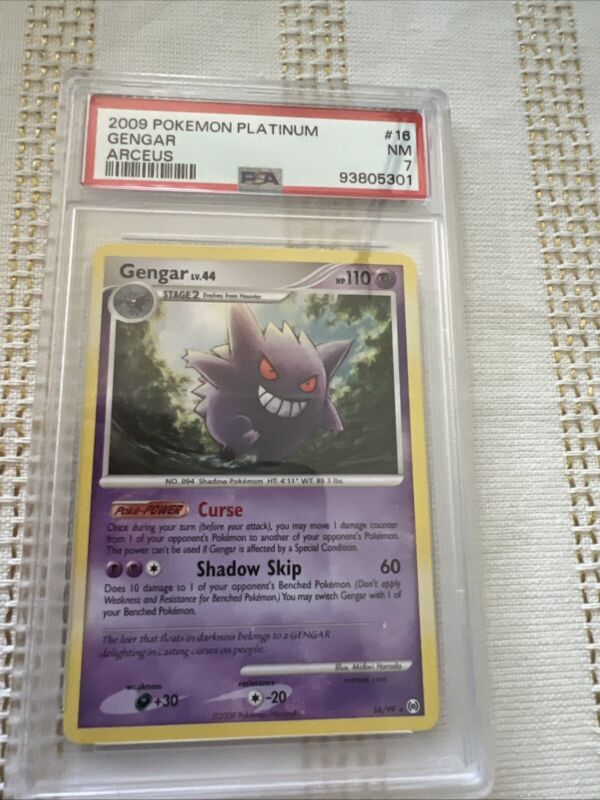 2009 POKEMON PLATINUM #16
GENGAR NM
ARCEUS 7
PSA 93805301
Gengar LV.44 HP 110
STAGE 2 Evolves from Haunter
NO. 094 Shadow Pokémon HT: 4'11" WT: 89.3 lbs.
Poké-POWER Curse
Once during your turn (before your attack), you may move 1 damage counter
from 1 of your opponent's Pokémon to another of your opponent's Pokémon.
This power can't be used if Gengar is affected by a Special Condition.
Shadow Skip 60
Does 10 damage to 1 of your opponent's Benched Pokémon. (Don't apply
Weakness and Resistance for Benched Pokémon.) You may switch Gengar with 1 of
your Benched Pokémon.
The leer that floats in darkness belongs to a GENGAR
delighting in casting curses on people.
Illus. Midori Harada
weakness resistance
+30 -20
©2009 Pokémon/Nintendo 16/99